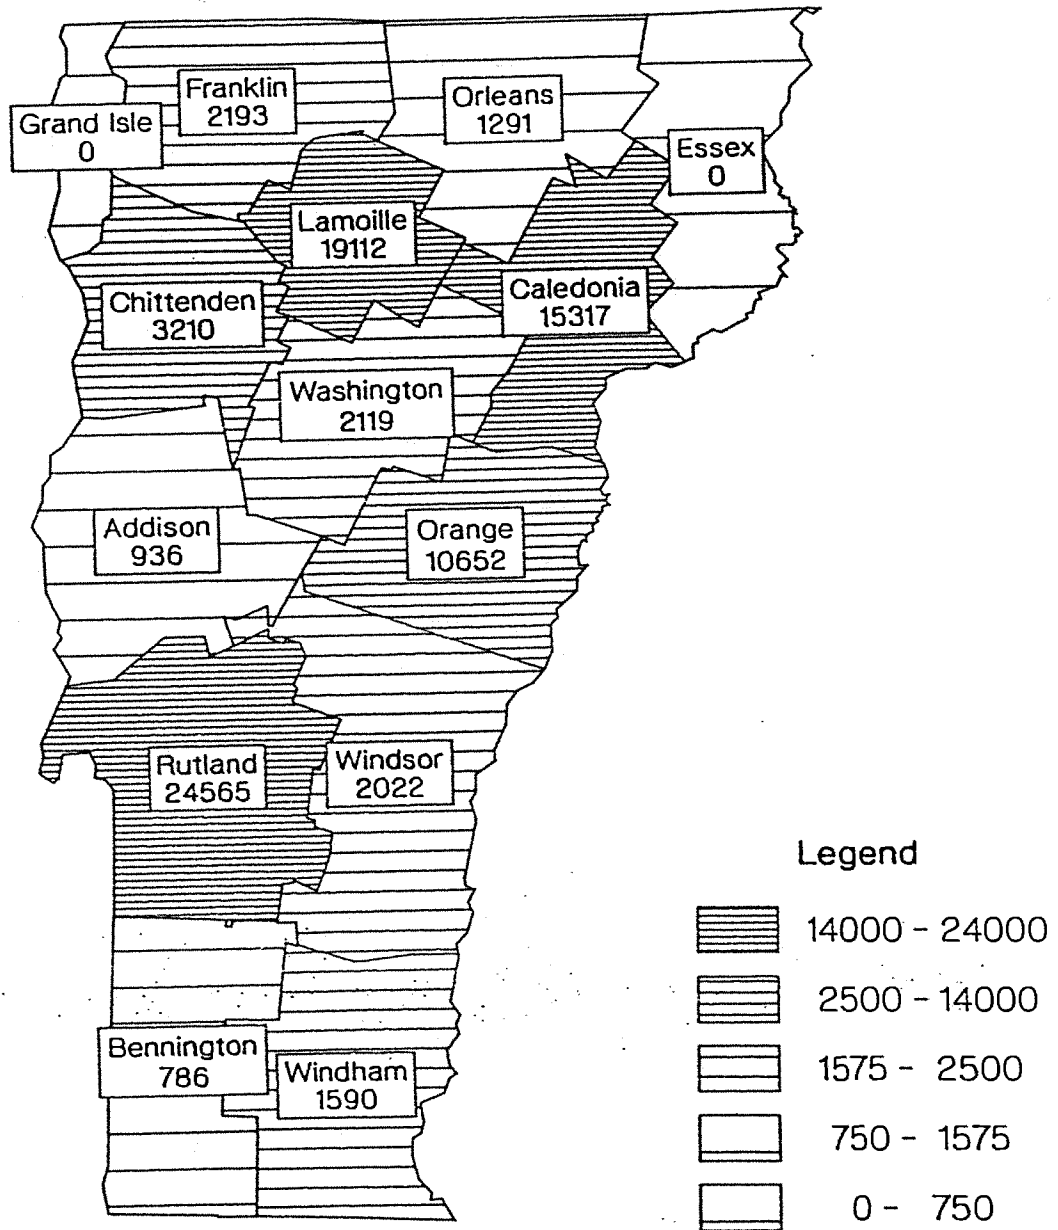 Franklin
2193
Orleans
1291
Grand Isle
0
Essex
0
Lamoille
19112
Caledonia
15317
Chittenden
3210
Washington
2119
Addison
936
Orange
10652
Rutland
24565
Windsor
2022
Bennington
786
Windham
1590
Legend
14000 - 24000
2500 - 14000
1575 - 2500
750 - 1575
0 - 750